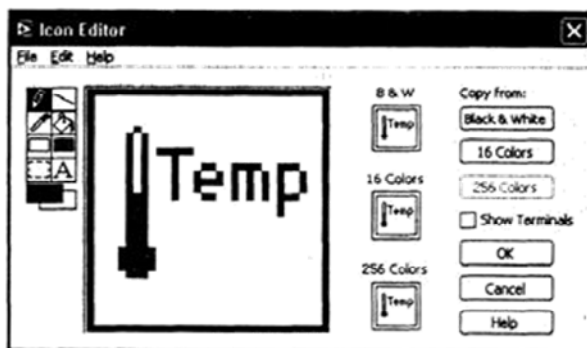 Icon Editor
File Edit Help
B & W
Temp
16 Colors
Temp
256 Colors
Temp
Temp
A
Copy from:
Black & White
16 Colors
256 Colors
Show Terminals
OK
Cancel
Help